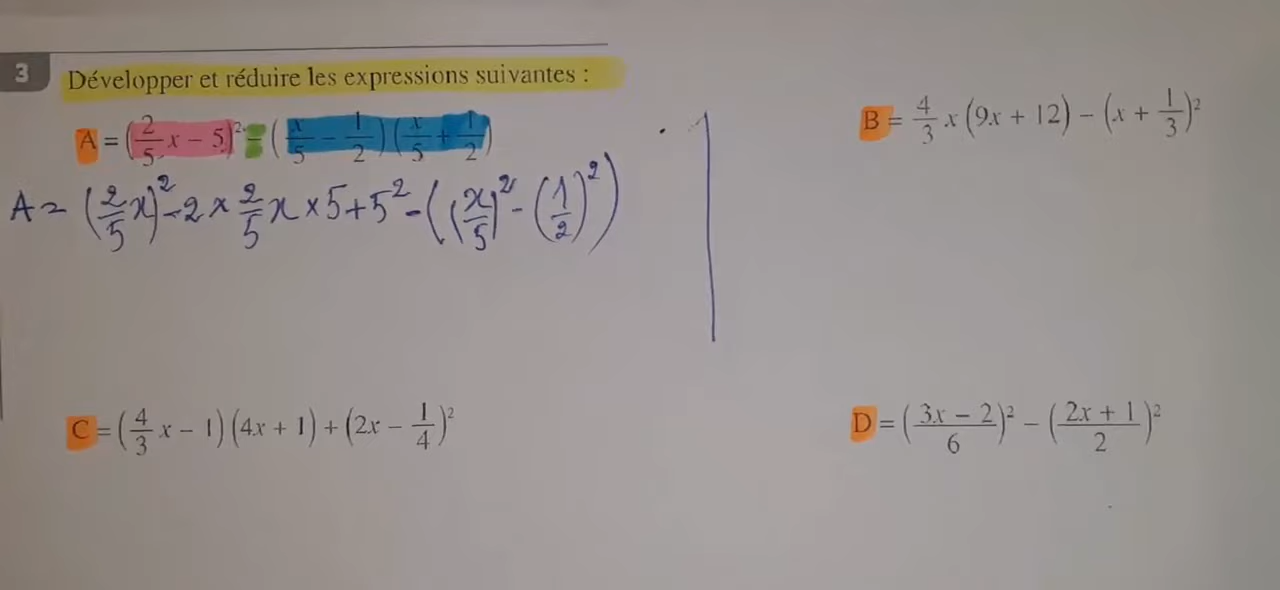 3 Développer et réduire les expressions suivantes :
A = (2/5 x − 5)² − (x/5 − 1/2)(x/5 + 1/2)
A = (2/5 x)² − 2 × 2/5 x × 5 + 5² − ((x/5)² − (1/2)²)
B = 4/3 x (9x + 12) − (x + 1/3)²
C = (4/3 x − 1)(4x + 1) + (2x − 1/4)²
D = ((3x − 2)/6)² − ((2x + 1)/2)²